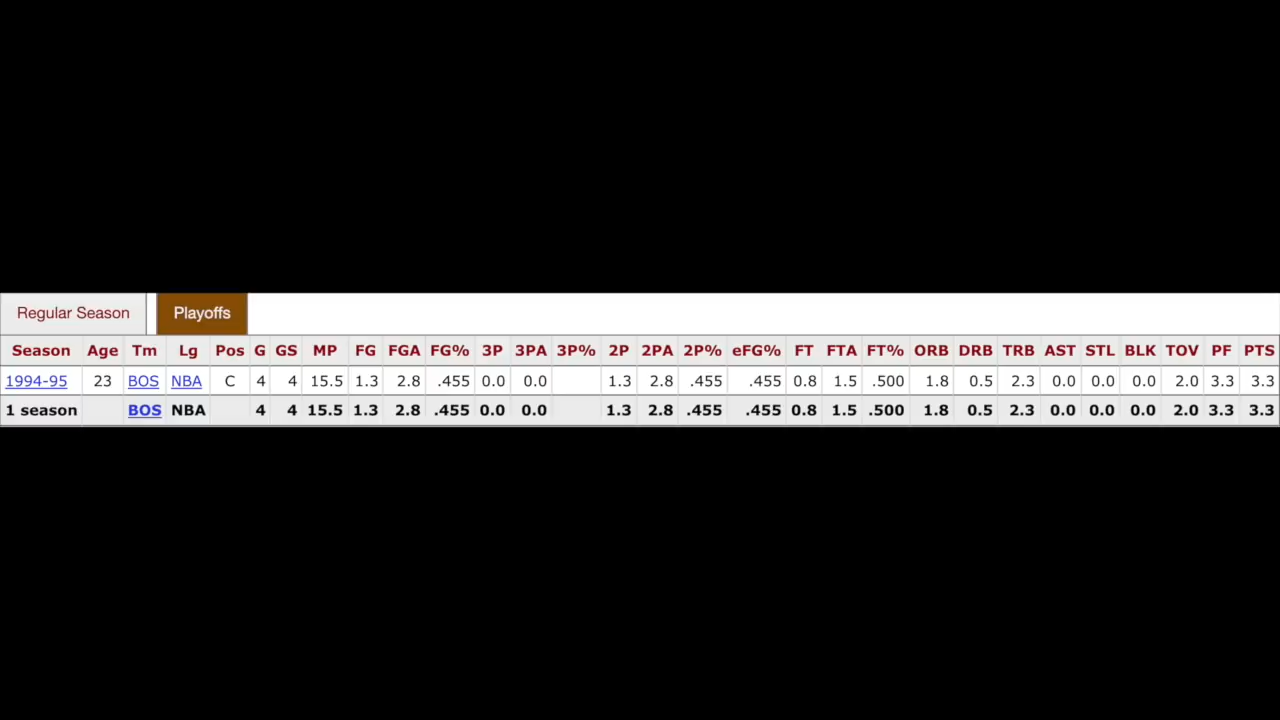 Regular Season Playoffs
Season Age Tm Lg Pos G GS MP FG FGA FG% 3P 3PA 3P% 2P 2PA 2P% eFG% FT FTA FT% ORB DRB TRB AST STL BLK TOV PF PTS
1994-95 23 BOS NBA C 4 4 15.5 1.3 2.8 .455 0.0 0.0 1.3 2.8 .455 .455 0.8 1.5 .500 1.8 0.5 2.3 0.0 0.0 0.0 2.0 3.3 3.3
1 season BOS NBA 4 4 15.5 1.3 2.8 .455 0.0 0.0 1.3 2.8 .455 .455 0.8 1.5 .500 1.8 0.5 2.3 0.0 0.0 0.0 2.0 3.3 3.3